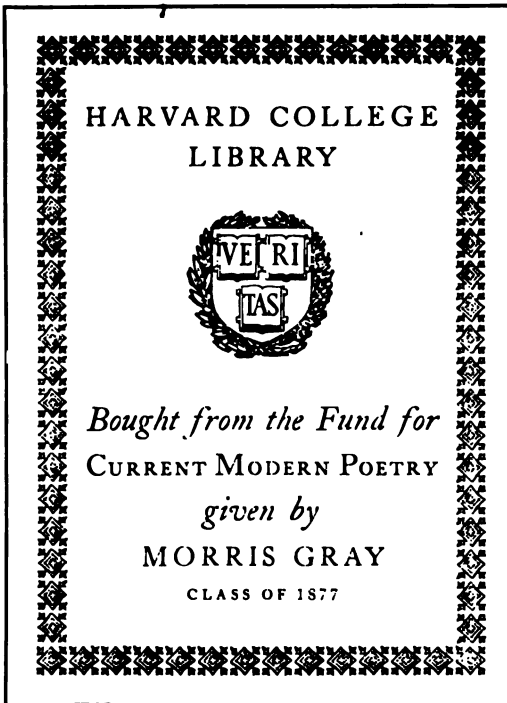 HARVARD COLLEGE
LIBRARY
VE RI
TAS
Bought from the Fund for
CURRENT MODERN POETRY
given by
MORRIS GRAY
CLASS OF 1877